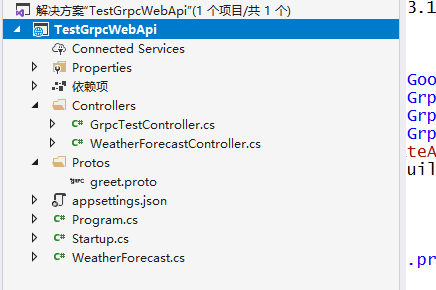 解决方案"TestGrpcWebApi"(1 个项目/共 1 个)
TestGrpcWebApi
Connected Services
Properties
依赖项
Controllers
C# GrpcTestController.cs
C# WeatherForecastController.cs
Protos
gRPC greet.proto
appsettings.json
C# Program.cs
C# Startup.cs
C# WeatherForecast.cs
3.1
Goo
Grp
Grp
Grp
teA
uil
.pr